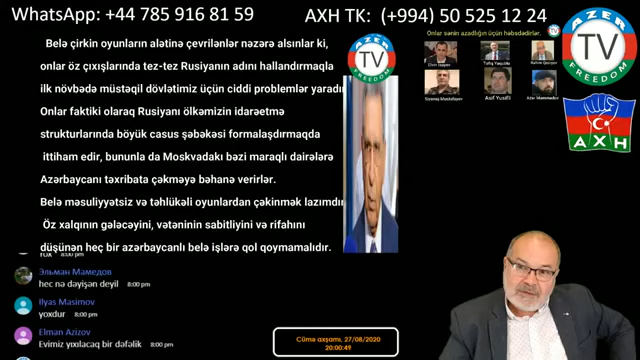 WhatsApp: +44 785 916 81 59
AXH TK: (+994) 50 525 12 24
Belə çirkin oyunların alətinə çevrilənlər nəzərə alsınlar ki,
onlar öz çıxışlarında tez-tez Rusiyanın adını hallandırmaqla
ilk növbədə müstəqil dövlətimiz üçün ciddi problemlər yaradır
Onlar faktiki olaraq Rusiyanı ölkəmizin idarəetmə
strukturlarında böyük casus şəbəkəsi formalaşdırmaqda
ittiham edir, bununla da Moskvadakı bəzi maraqlı dairələrə
Azərbaycanı təxribata çəkməyə bəhanə verirlər.
Belə məsuliyyətsiz və təhlükəli oyunlardan çəkinmək lazımdır
Öz xalqının gələcəyini, vətəninin sabitliyini və rifahını
düşünən heç bir azərbaycanlı belə işlərə qol qoymamalıdır.
8:00 pm
Эльман Мамедов
hec nə dəyişən deyil 8:00 pm
Ilyas Masimov
yoxdur 8:00 pm
Elman Azizov
Evimiz yıxılacaq bir dəfəlik 8:00 pm
AZER
TV
FREEDOM
Onlar sənin azadlığın üçün həbsdədirlər.
Asif Yusifli
AZER
TV
FREEDOM
AXH
Cümə axşamı, 27/08/2020
20:00:49